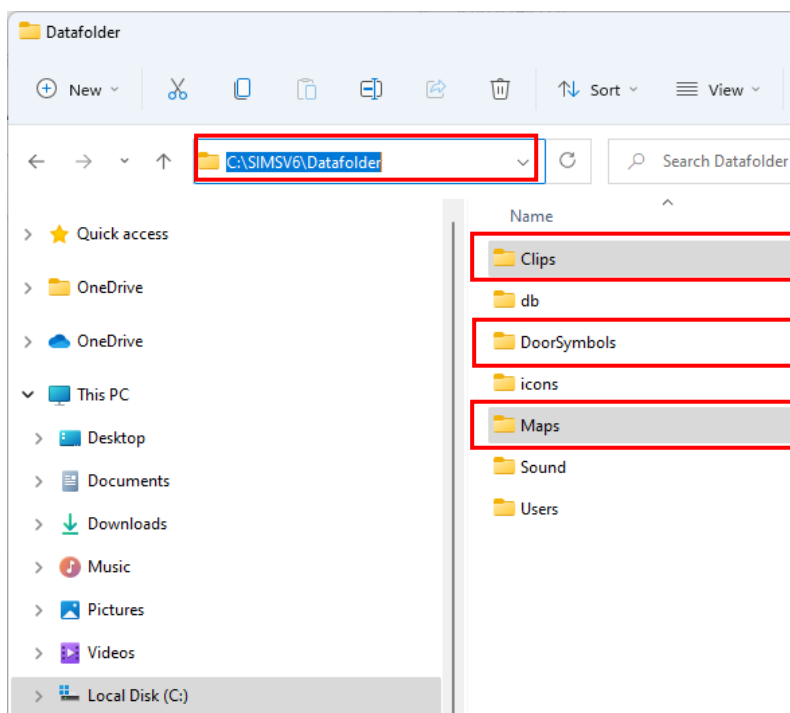 Datafolder
New
Sort
View
C:\SIMSV6\Datafolder
Search Datafolder
Quick access
OneDrive
OneDrive
This PC
Desktop
Documents
Downloads
Music
Pictures
Videos
Local Disk (C:)
Name
Clips
db
DoorSymbols
icons
Maps
Sound
Users